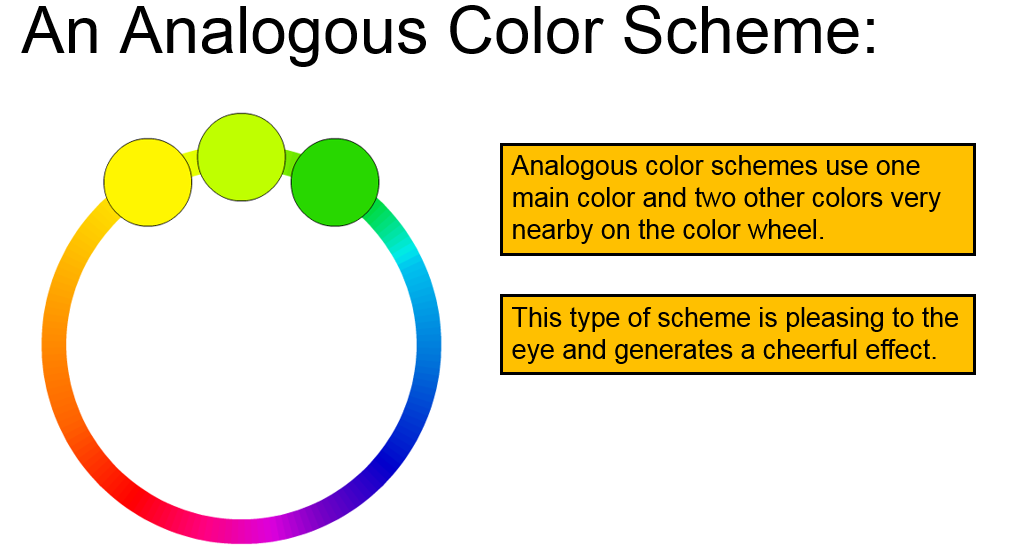 An Analogous Color Scheme:
Analogous color schemes use one
main color and two other colors very
nearby on the color wheel.
This type of scheme is pleasing to the
eye and generates a cheerful effect.